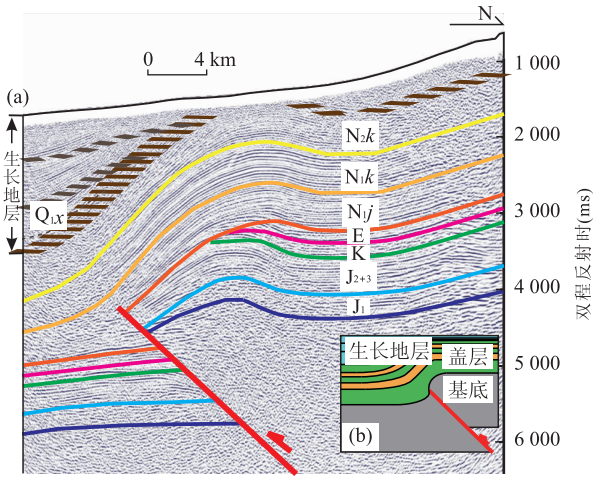 N
0 4 km
(a)
1 000
2 000
3 000
4 000
5 000
6 000
双程反射时(ms)
生长地层
Q₁x
N₂k
N₁k
N₁j
E
K
J₂₊₃
J₁
生长地层
盖层
基底
(b)